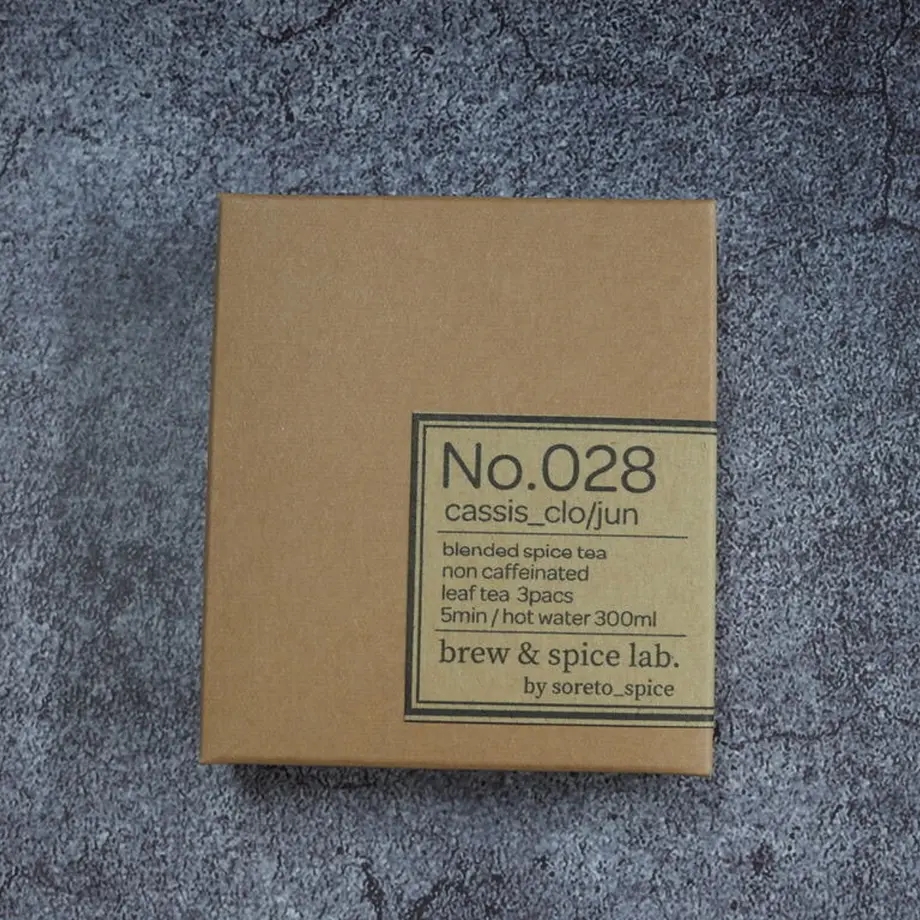 No.028
cassis_clo/jun
blended spice tea
non caffeinated
leaf tea 3pacs
5min / hot water 300ml
brew & spice lab.
by soreto_spice